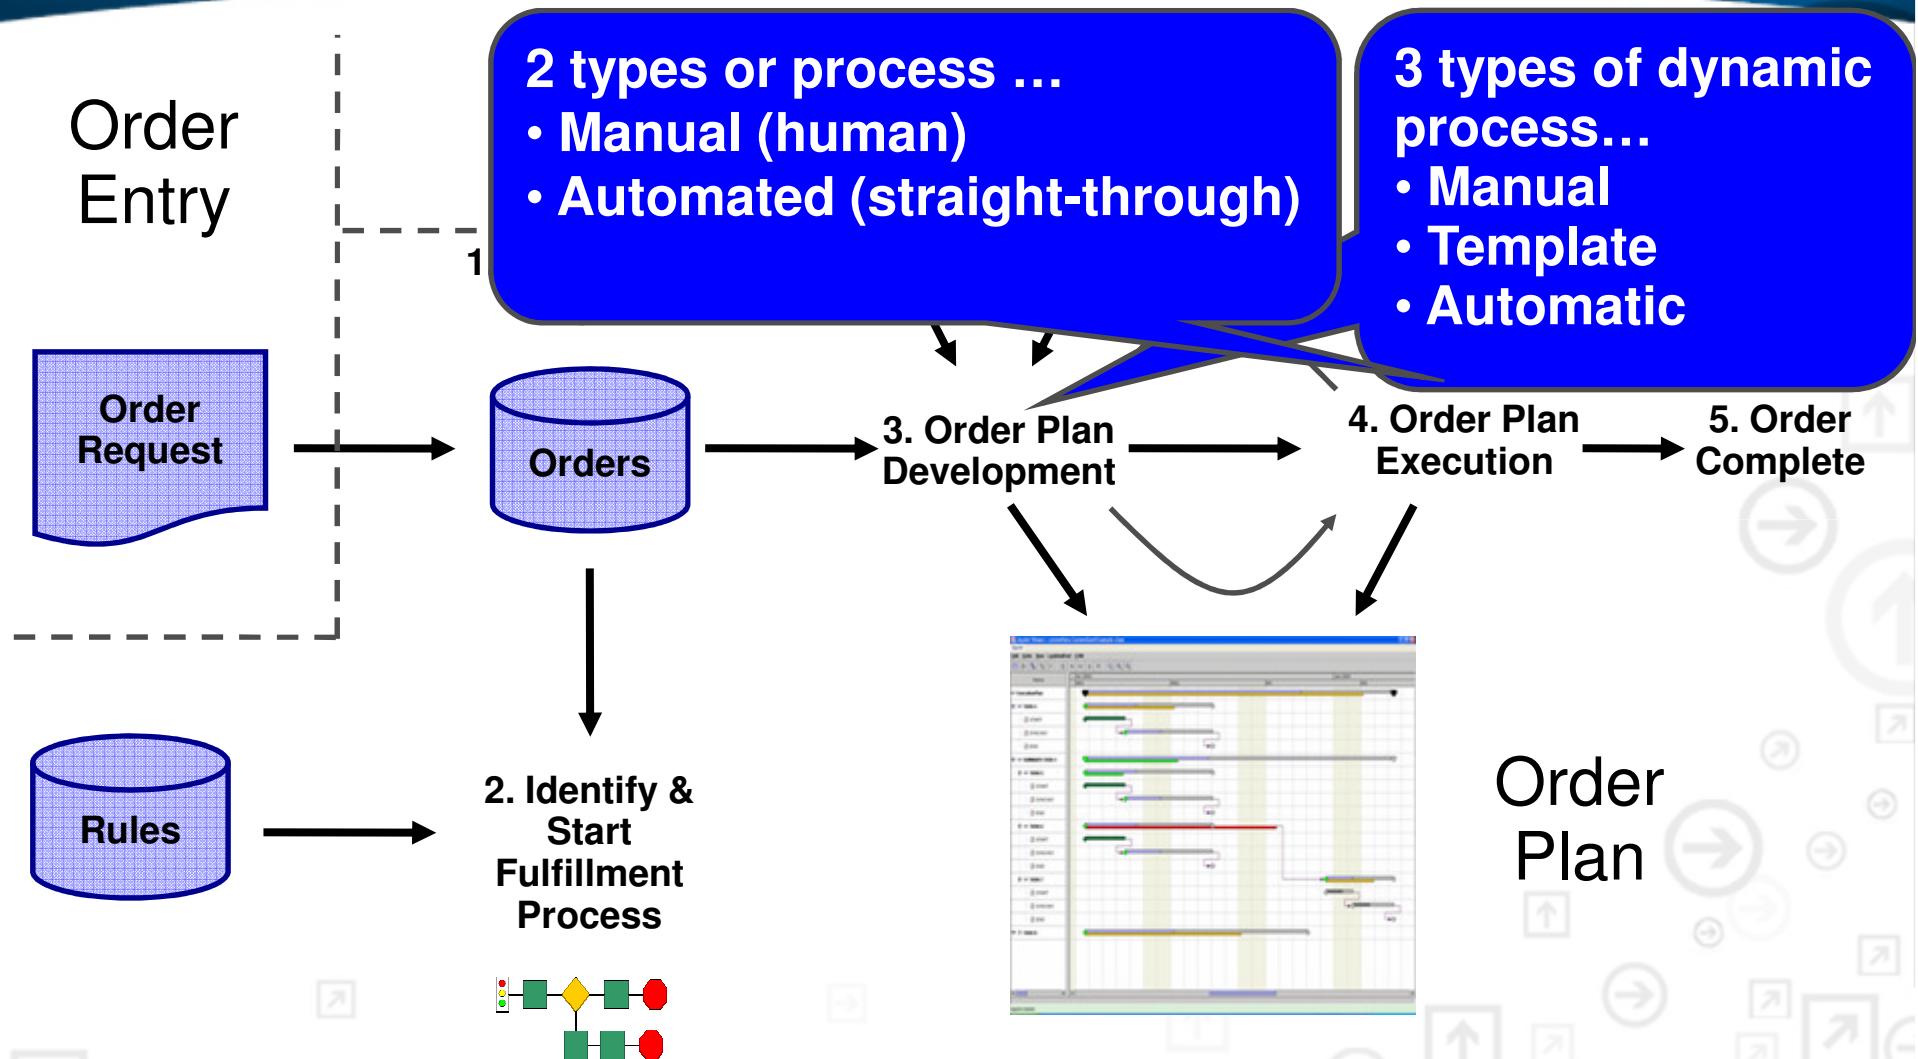 Order
Entry
2 types or process …
• Manual (human)
• Automated (straight-through)
3 types of dynamic
process…
• Manual
• Template
• Automatic
1
Order
Request
Orders
3. Order Plan
Development
4. Order Plan
Execution
5. Order
Complete
Rules
2. Identify &
Start
Fulfillment
Process
Order
Plan